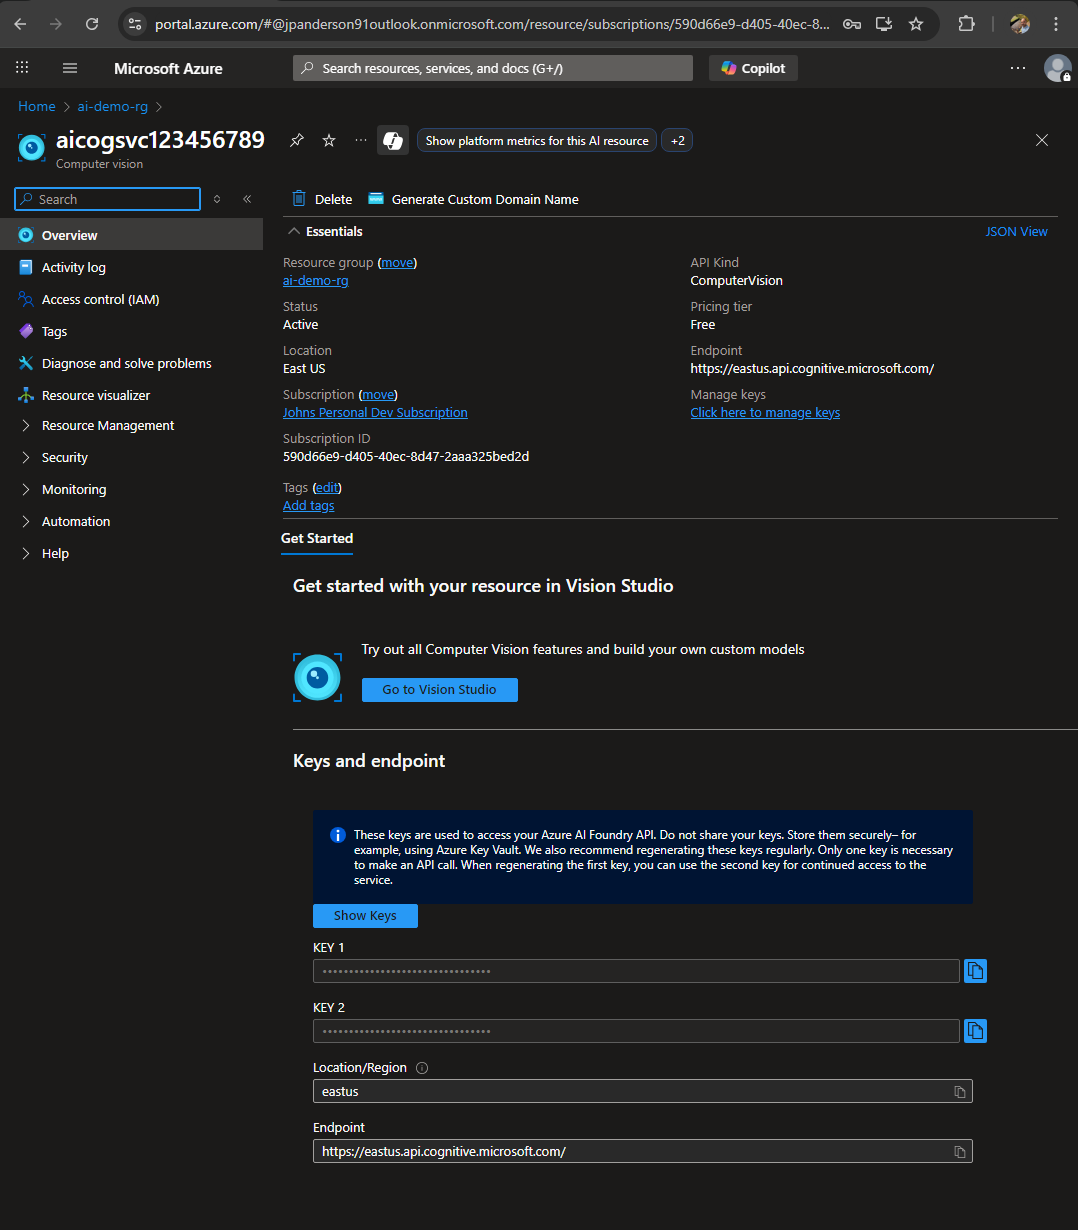 portal.azure.com/#@jpanderson91outlook.onmicrosoft.com/resource/subscriptions/590d66e9-d405-40ec-8...
Microsoft Azure
Search resources, services, and docs (G+/)
Copilot
Home > ai-demo-rg >
aicogsvc123456789
Computer vision
Show platform metrics for this AI resource
+2
Search
Overview
Activity log
Access control (IAM)
Tags
Diagnose and solve problems
Resource visualizer
Resource Management
Security
Monitoring
Automation
Help
Delete
Generate Custom Domain Name
Essentials
JSON View
Resource group (move)
ai-demo-rg
Status
Active
Location
East US
Subscription (move)
Johns Personal Dev Subscription
Subscription ID
590d66e9-d405-40ec-8d47-2aaa325bed2d
API Kind
ComputerVision
Pricing tier
Free
Endpoint
https://eastus.api.cognitive.microsoft.com/
Manage keys
Click here to manage keys
Tags (edit)
Add tags
Get Started
Get started with your resource in Vision Studio
Try out all Computer Vision features and build your own custom models
Go to Vision Studio
Keys and endpoint
These keys are used to access your Azure AI Foundry API. Do not share your keys. Store them securely– for
example, using Azure Key Vault. We also recommend regenerating these keys regularly. Only one key is necessary
to make an API call. When regenerating the first key, you can use the second key for continued access to the
service.
Show Keys
KEY 1
••••••••••••••••••••••••••••••••
KEY 2
••••••••••••••••••••••••••••••••
Location/Region
eastus
Endpoint
https://eastus.api.cognitive.microsoft.com/